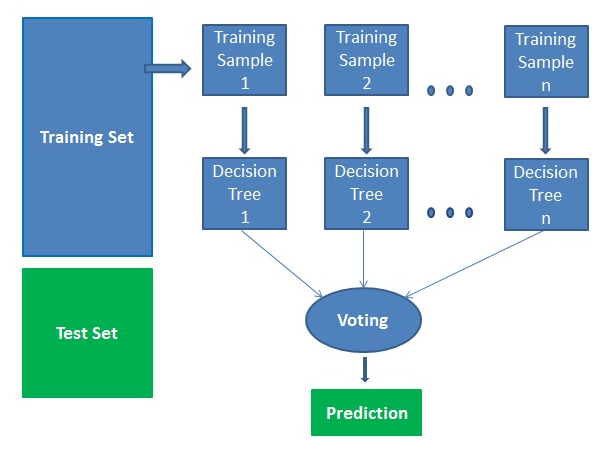 Training Set
Training
Sample
1
Training
Sample
2
Training
Sample
n
Decision
Tree
1
Decision
Tree
2
Decision
Tree
n
Test Set
Voting
Prediction